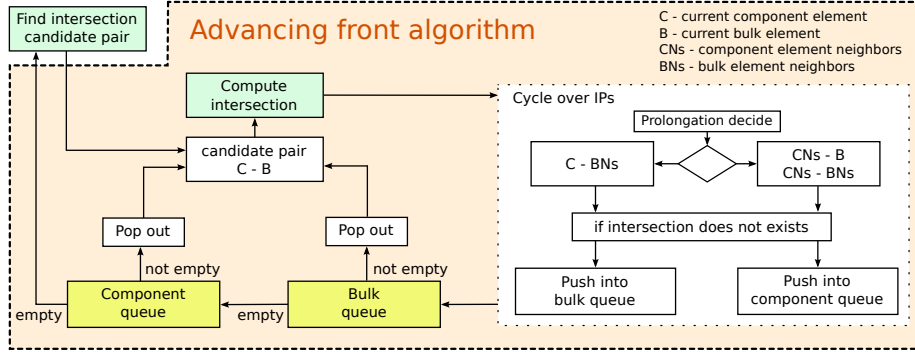 Find intersection
candidate pair
Advancing front algorithm
C - current component element
B - current bulk element
CNs - component element neighbors
BNs - bulk element neighbors
Compute
intersection
candidate pair
C - B
Pop out
Pop out
not empty
not empty
Component
queue
Bulk
queue
empty
empty
Cycle over IPs
Prolongation decide
C - BNs
CNs - B
CNs - BNs
if intersection does not exists
Push into
bulk queue
Push into
component queue